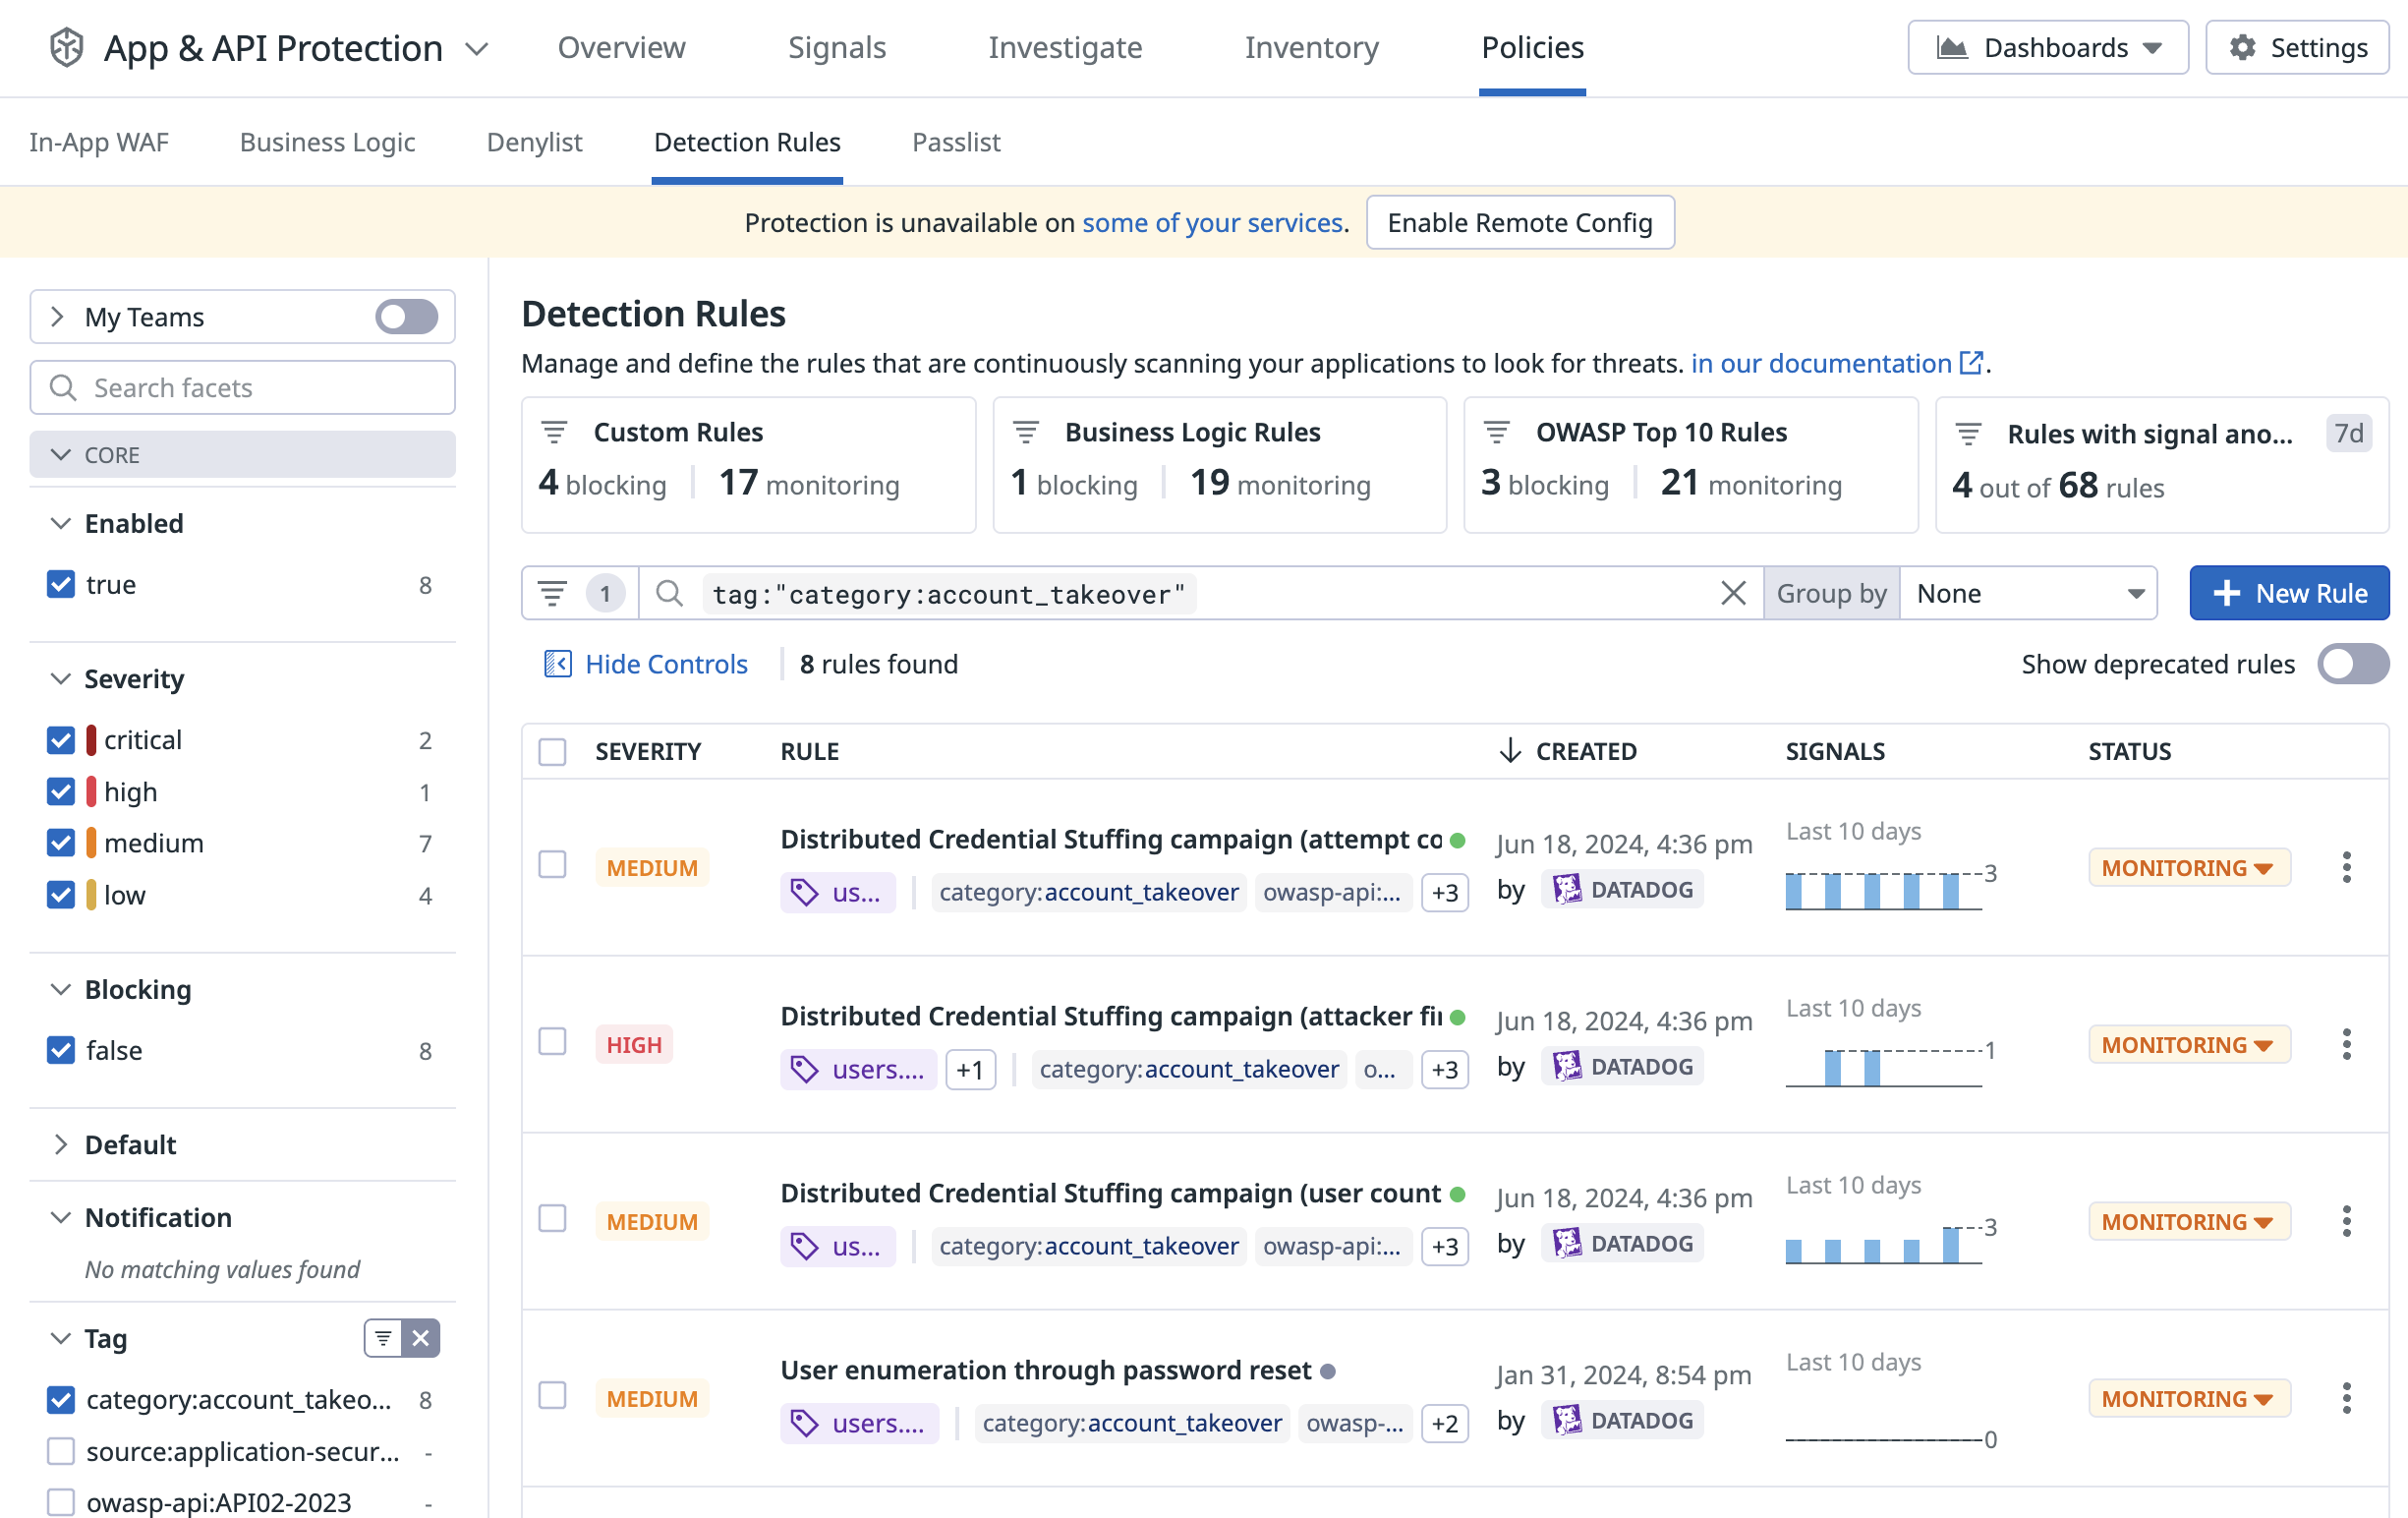 App & API Protection
Overview
Signals
Investigate
Inventory
Policies
Dashboards
Settings
In-App WAF
Business Logic
Denylist
Detection Rules
Passlist
Protection is unavailable on some of your services.
Enable Remote Config
My Teams
Search facets
CORE
Enabled
true 8
Severity
critical 2
high 1
medium 7
low 4
Blocking
false 8
Default
Notification
No matching values found
Tag
category:account_takeo... 8
source:application-secur... -
owasp-api:API02-2023 -
Detection Rules
Manage and define the rules that are continuously scanning your applications to look for threats. in our documentation.
Custom Rules
4 blocking 17 monitoring
Business Logic Rules
1 blocking 19 monitoring
OWASP Top 10 Rules
3 blocking 21 monitoring
Rules with signal ano... 7d
4 out of 68 rules
1 tag:"category:account_takeover"
Group by None
New Rule
Hide Controls
8 rules found
Show deprecated rules
SEVERITY RULE CREATED SIGNALS STATUS
MEDIUM
Distributed Credential Stuffing campaign (attempt co
us... category:account_takeover owasp-api:... +3
Jun 18, 2024, 4:36 pm
by DATADOG
Last 10 days
3
MONITORING
HIGH
Distributed Credential Stuffing campaign (attacker fi
users.... +1 category:account_takeover o... +3
Jun 18, 2024, 4:36 pm
by DATADOG
Last 10 days
1
MONITORING
MEDIUM
Distributed Credential Stuffing campaign (user count
us... category:account_takeover owasp-api:... +3
Jun 18, 2024, 4:36 pm
by DATADOG
Last 10 days
3
MONITORING
MEDIUM
User enumeration through password reset
users.... category:account_takeover owasp-... +2
Jan 31, 2024, 8:54 pm
by DATADOG
Last 10 days
0
MONITORING